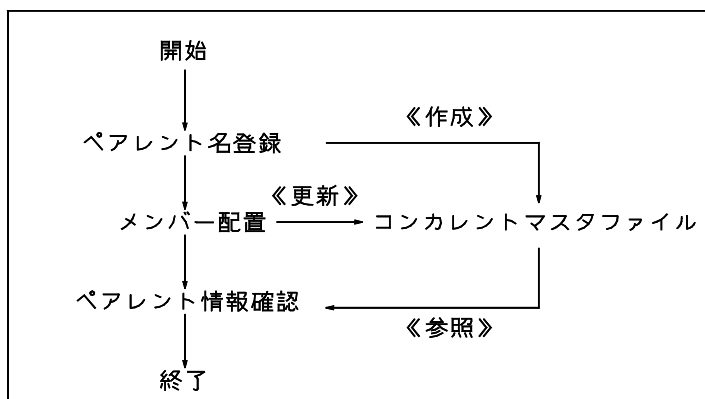 開始
《作成》
ペアレント名登録
《更新》
メンバー配置
コンカレントマスタファイル
ペアレント情報確認
《参照》
終了